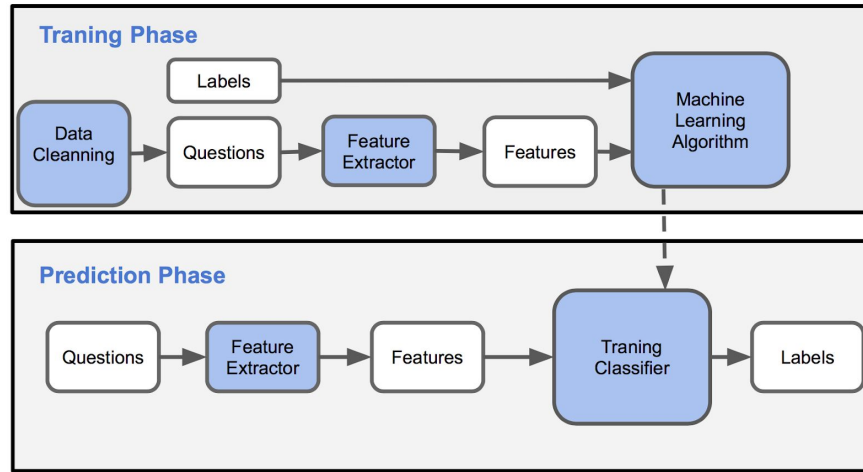 Traning Phase
Labels
Data
Cleanning
Questions
Feature
Extractor
Features
Machine
Learning
Algorithm
Prediction Phase
Questions
Feature
Extractor
Features
Traning
Classifier
Labels